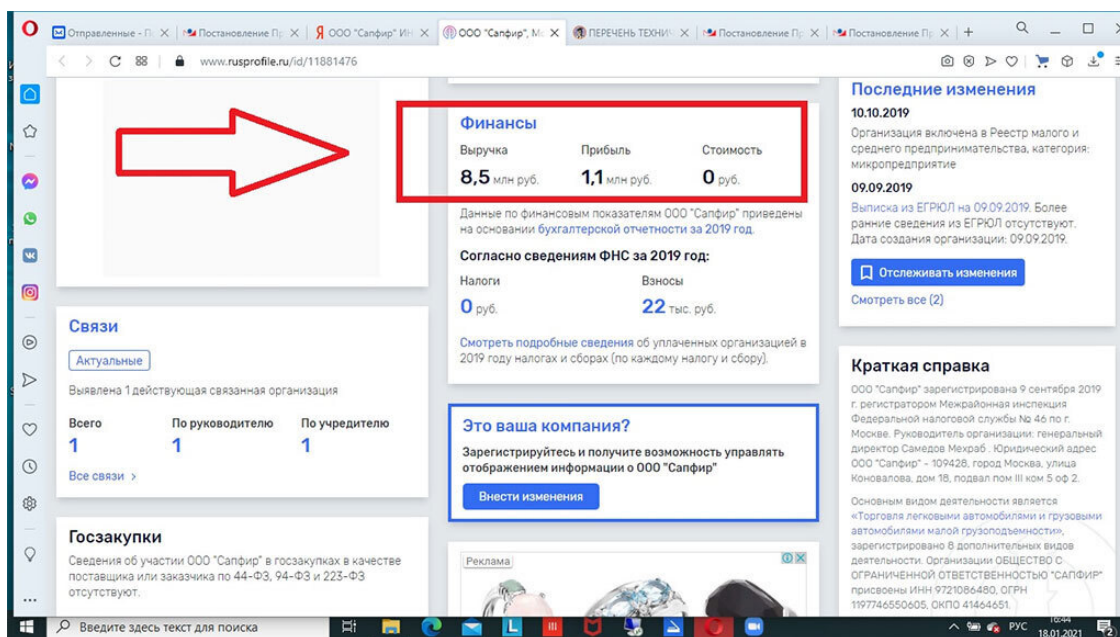 Отправленные - П
Постановление Пр
ООО "Сапфир" ИН
ООО "Сапфир", Мо
ПЕРЕЧЕНЬ ТЕХНИЧ
Постановление Пр
Постановление Пр
www.rusprofile.ru/id/11881476
Связи
Актуальные
Выявлена 1 действующая связанная организация
Всего По руководителю По учредителю
1 1 1
Все связи >
Госзакупки
Сведения об участии ООО "Сапфир" в госзакупках в качестве
поставщика или заказчика по 44-ФЗ, 94-ФЗ и 223-ФЗ
отсутствуют.
Финансы
Выручка Прибыль Стоимость
8,5 млн руб. 1,1 млн руб. 0 руб.
Данные по финансовым показателям ООО "Сапфир" приведены
на основании бухгалтерской отчетности за 2019 год.
Согласно сведениям ФНС за 2019 год:
Налоги Взносы
0 руб. 22 тыс. руб.
Смотреть подробные сведения об уплаченных организацией в
2019 году налогах и сборах (по каждому налогу и сбору).
Это ваша компания?
Зарегистрируйтесь и получите возможность управлять
отображением информации о ООО "Сапфир"
Внести изменения
Реклама
Последние изменения
10.10.2019
Организация включена в Реестр малого и
среднего предпринимательства, категория:
микропредприятие
09.09.2019
Выписка из ЕГРЮЛ на 09.09.2019. Более
ранние сведения из ЕГРЮЛ отсутствуют.
Дата создания организации: 09.09.2019.
Отслеживать изменения
Смотреть все (2)
Краткая справка
ООО "Сапфир" зарегистрирована 9 сентября 2019
г. регистратором Межрайонная инспекция
Федеральной налоговой службы № 46 по г.
Москве. Руководитель организации: генеральный
директор Самедов Мехраб . Юридический адрес
ООО "Сапфир" - 109428, город Москва, улица
Коновалова, дом 18, подвал пом III ком 5 оф 2.
Основным видом деятельности является
«Торговля легковыми автомобилями и грузовыми
автомобилями малой грузоподъемности»,
зарегистрировано 8 дополнительных видов
деятельности. Организации ОБЩЕСТВО С
ОГРАНИЧЕННОЙ ОТВЕТСТВЕННОСТЬЮ "САПФИР"
присвоены ИНН 9721086480, ОГРН
1197746550605, ОКПО 41464651.
Введите здесь текст для поиска
РУС
16:44
18.01.2021